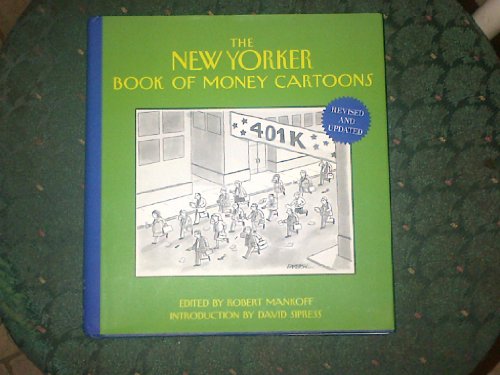 THE
NEW YORKER
BOOK OF MONEY CARTOONS
REVISED
AND
UPDATED
401K
EDITED BY ROBERT MANKOFF
INTRODUCTION BY DAVID SIPRESS